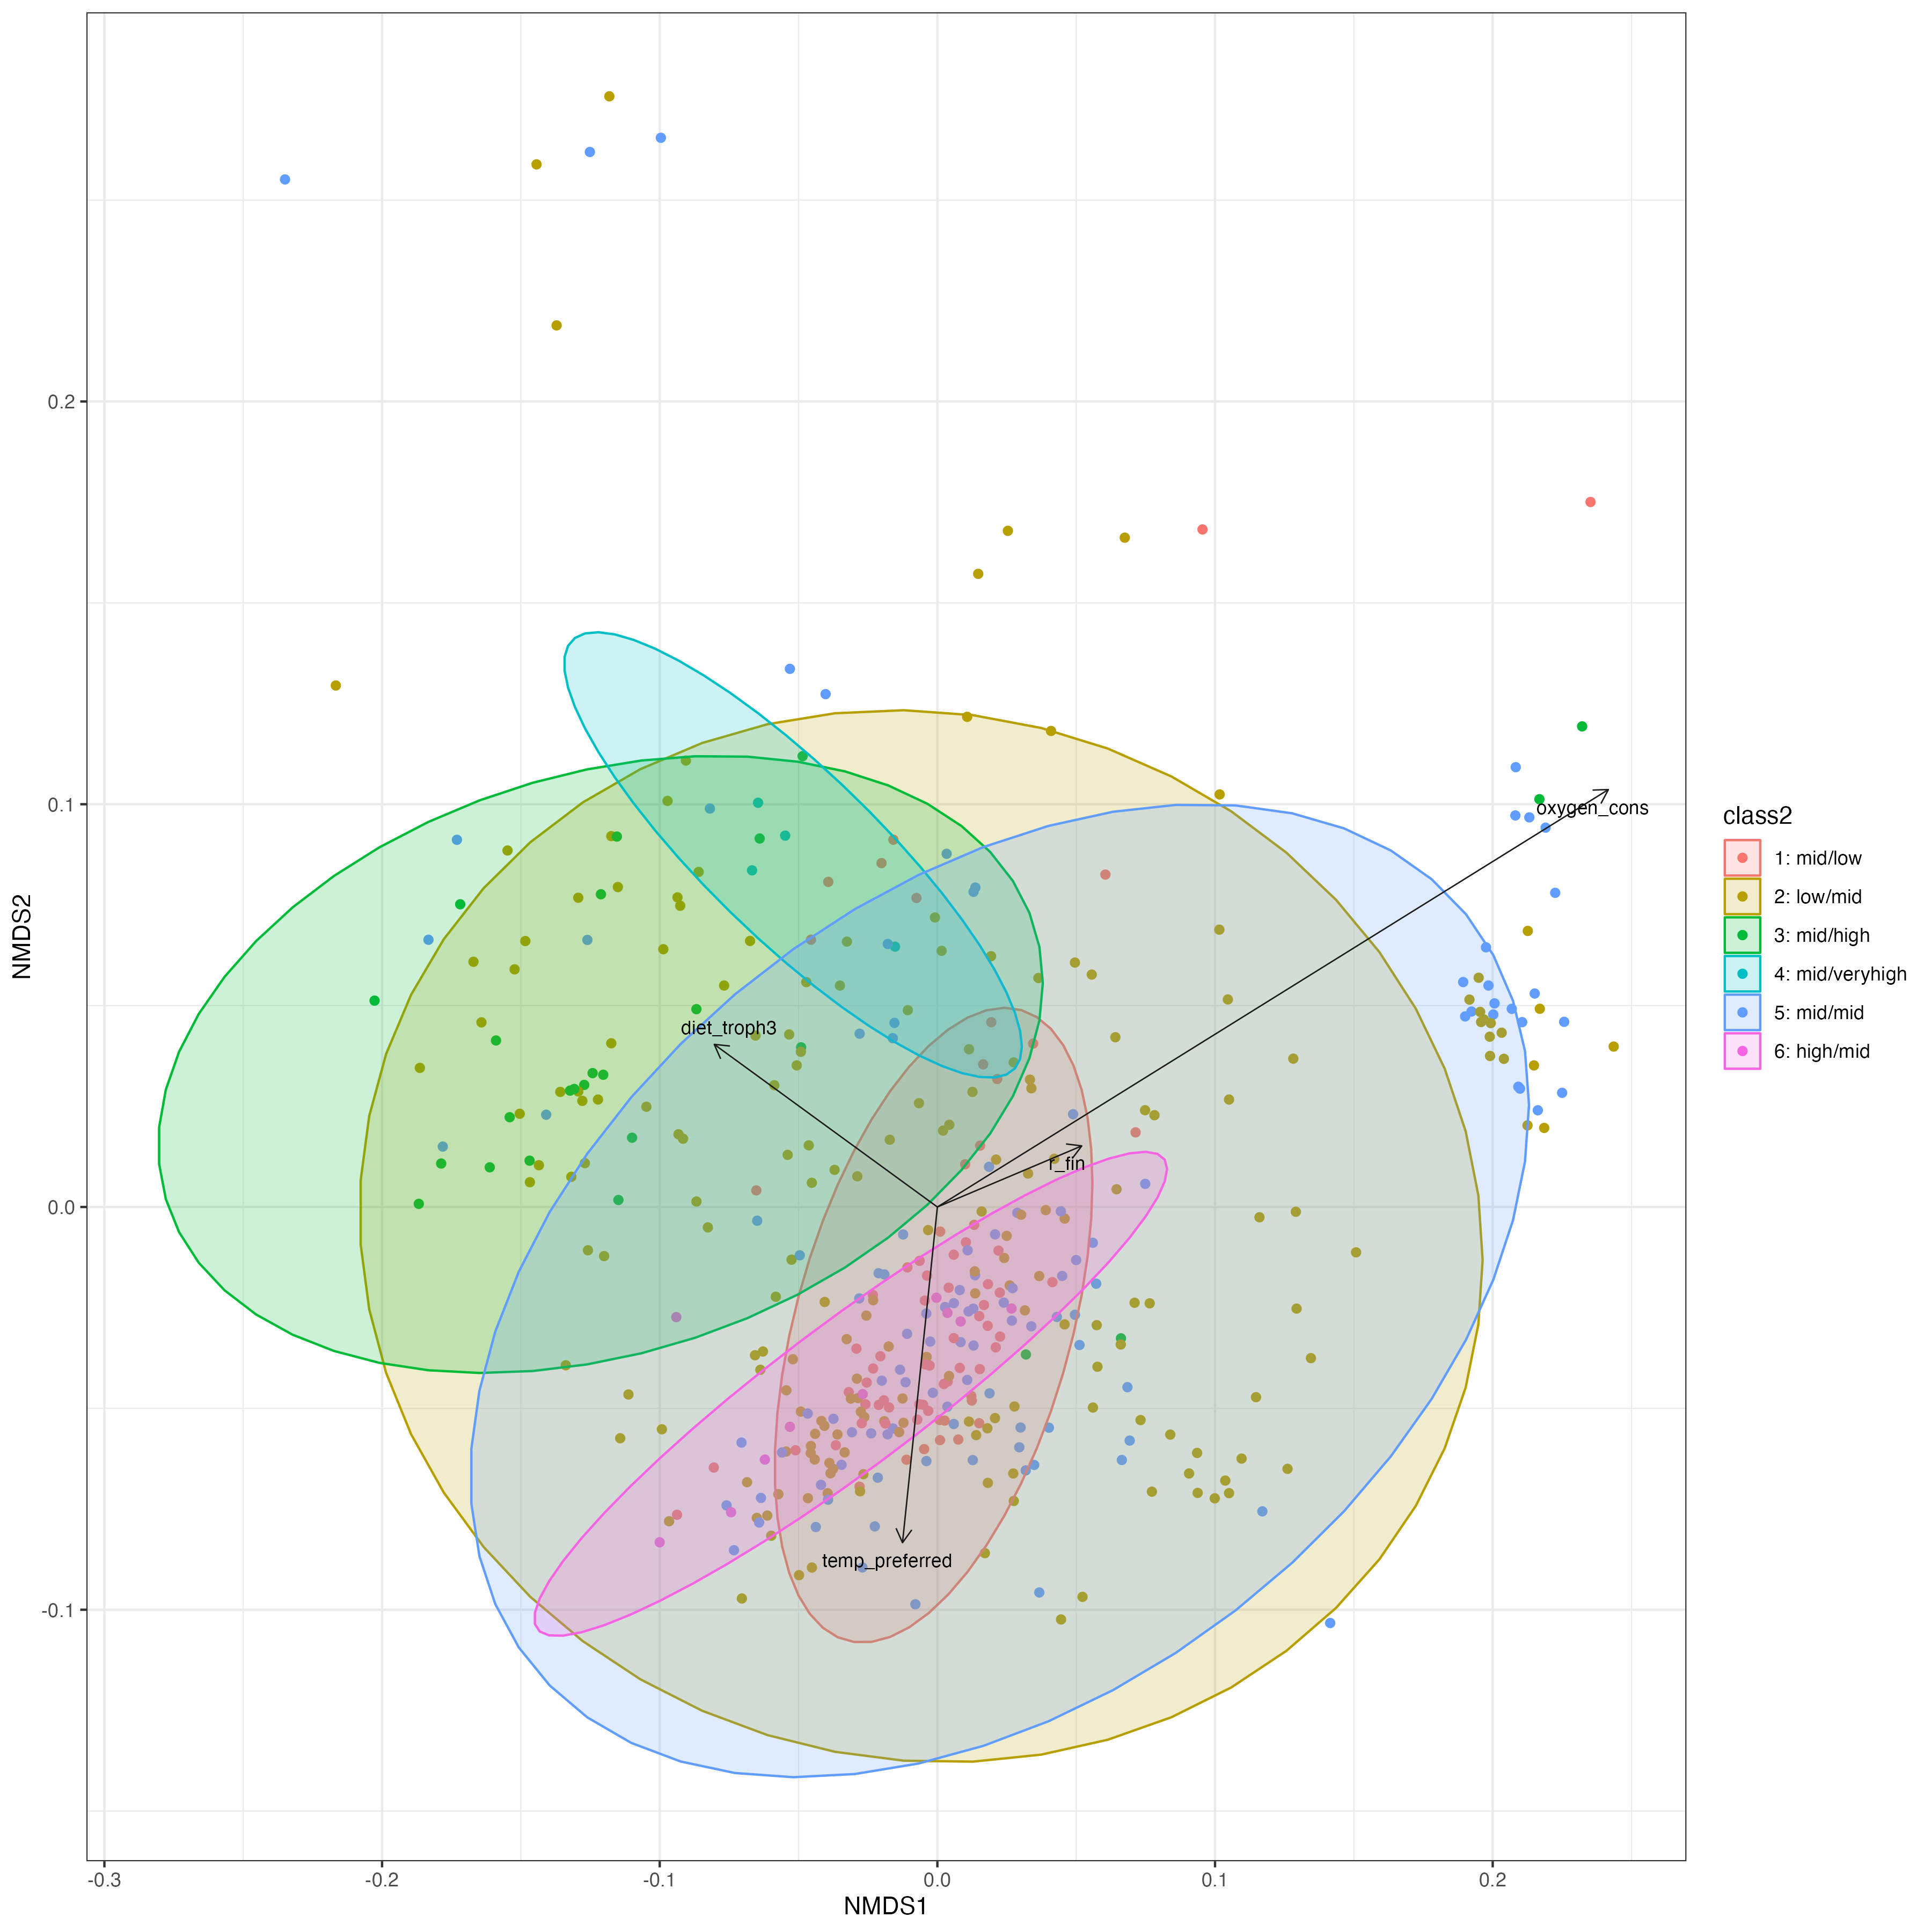 0.2
0.1
0.0
-0.1
NMDS2
-0.3
-0.2
-0.1
0.0
0.1
0.2
NMDS1
oxygen_cons
diet_troph3
r_fin
temp_preferred
class2
1: mid/low
2: low/mid
3: mid/high
4: mid/veryhigh
5: mid/mid
6: high/mid